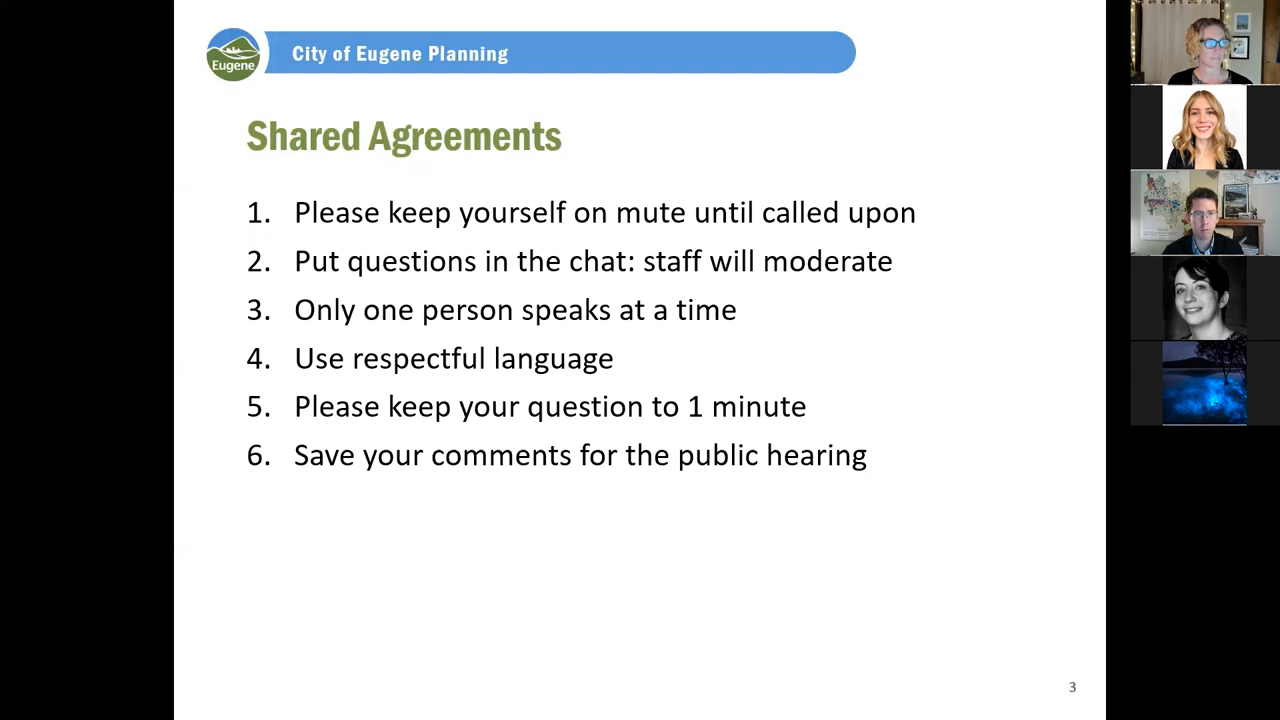 Eugene
City of Eugene Planning
Shared Agreements
1. Please keep yourself on mute until called upon
2. Put questions in the chat: staff will moderate
3. Only one person speaks at a time
4. Use respectful language
5. Please keep your question to 1 minute
6. Save your comments for the public hearing
3